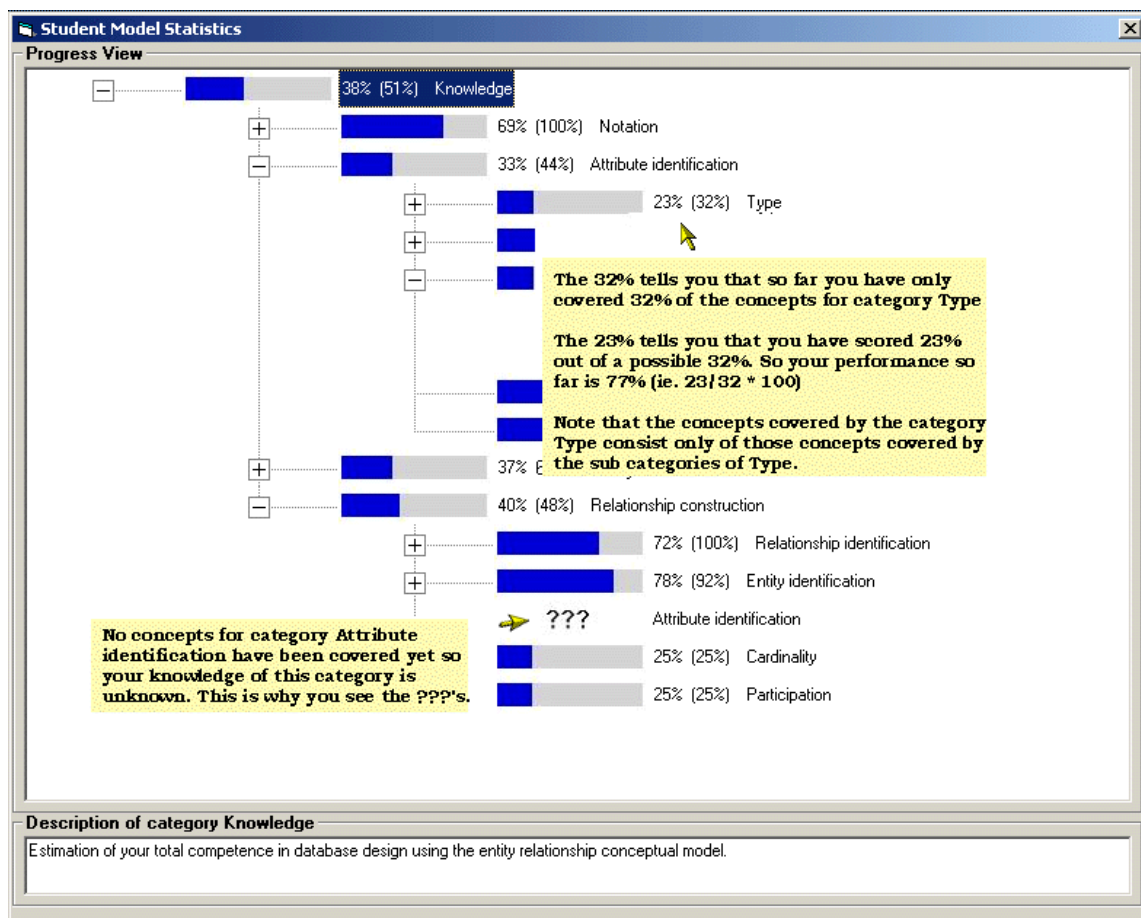 Student Model Statistics
Progress View
38% (51%) Knowledge
69% (100%) Notation
33% (44%) Attribute identification
23% (32%) Type
The 32% tells you that so far you have only
covered 32% of the concepts for category Type
The 23% tells you that you have scored 23%
out of a possible 32%. So your performance so
far is 77% (ie. 23/32 * 100)
Note that the concepts covered by the category
Type consist only of those concepts covered by
the sub categories of Type.
37%
40% (48%) Relationship construction
72% (100%) Relationship identification
78% (92%) Entity identification
??? Attribute identification
No concepts for category Attribute
identification have been covered yet so
your knowledge of this category is
unknown. This is why you see the ???'s.
25% (25%) Cardinality
25% (25%) Participation
Description of category Knowledge
Estimation of your total competence in database design using the entity relationship conceptual model.